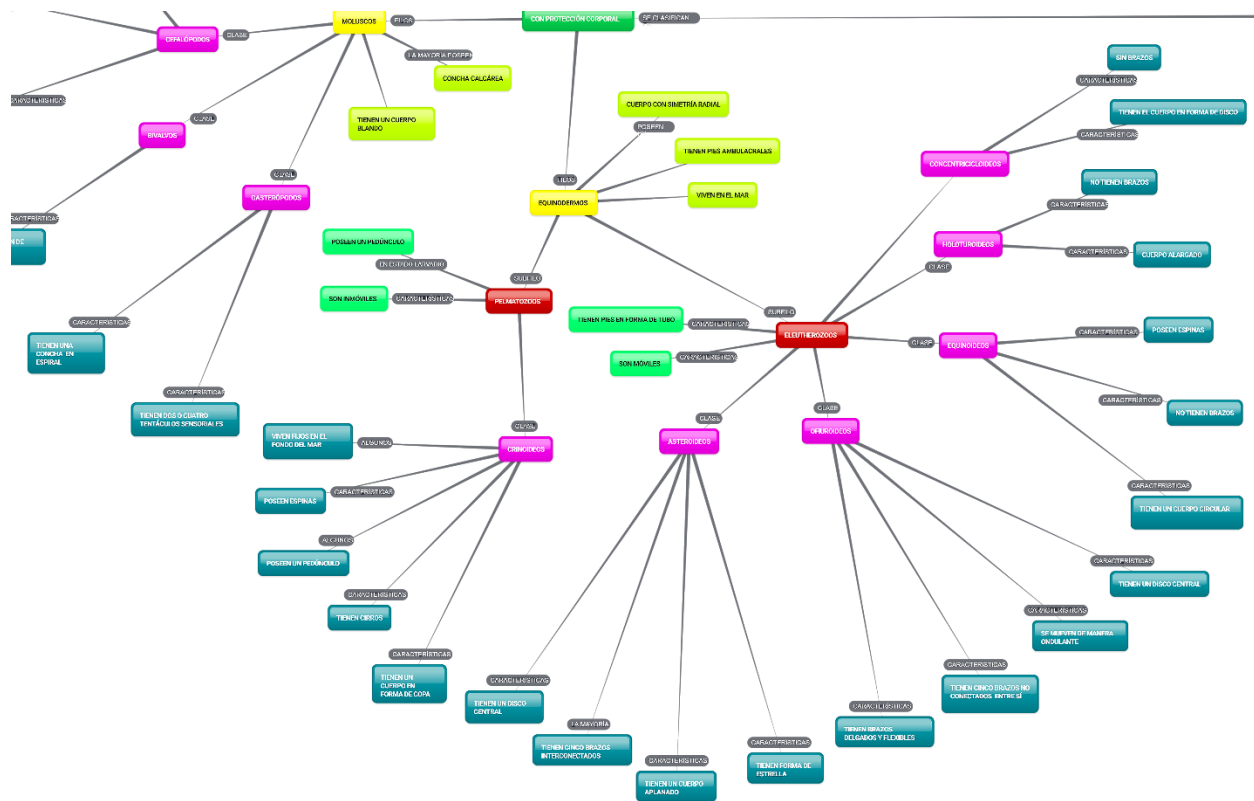 MOLUSCOS
FILOS
CON PROTECCIÓN CORPORAL
SE CLASIFICAN
CEFALÓPODOS
CLASE
LA MAYORÍA POSEEN
SIN BRAZOS
CONCHA CALCÁREA
CARACTERÍSTICAS
CARACTERÍSTICAS
CUERPO CON SIMETRÍA RADIAL
TIENEN EL CUERPO EN FORMA DE DISCO
TIENEN UN CUERPO
BLANDO
CLASE
POSEEN
CARACTERÍSTICAS
BIVALVOS
TIENEN PIES AMBULACRALES
CONCENTRICICLOIDEOS
CLASE
NO TIENEN BRAZOS
GASTERÓPODOS
EQUINODERMOS
VIVEN EN EL MAR
CARACTERÍSTICAS
CARACTERÍSTICAS
POSEEN UN PEDÚNCULO
HOLOTUROIDEOS
CARACTERÍSTICAS
CUERPO ALARGADO
SUBFILO
CLASE
SON INMÓVILES
CARACTERÍSTICAS
PELMATOZOOS
SUBFILO
TIENEN PIES EN FORMA DE TUBO
CARACTERÍSTICAS
ELEUTHEROZOOS
CARACTERÍSTICAS
CARACTERÍSTICAS
POSEEN ESPINAS
TIENEN UNA
CONCHA EN
ESPIRAL
CLASE
EQUINOIDEOS
SON MÓVILES
CARACTERÍSTICAS
CARACTERÍSTICAS
CARACTERÍSTICAS
TIENEN DOS O CUATRO
TENTÁCULOS SENSORIALES
CLASE
CLASE
CLASE
NO TIENEN BRAZOS
VIVEN FIJOS EN EL
FONDO DEL MAR
ALGUNOS
CRINOIDEOS
ASTEROIDEOS
OFIUROIDEOS
POSEEN ESPINAS
CARACTERÍSTICAS
CARACTERÍSTICAS
TIENEN UN CUERPO CIRCULAR
ALGUNOS
POSEEN UN PEDÚNCULO
CARACTERÍSTICAS
TIENEN UN DISCO CENTRAL
CARACTERÍSTICAS
TIENEN CIRROS
CARACTERÍSTICAS
SE MUEVEN DE MANERA
ONDULANTE
CARACTERÍSTICAS
TIENEN UN
CUERPO EN
FORMA DE COPA
CARACTERÍSTICAS
TIENEN UN DISCO
CENTRAL
CARACTERÍSTICAS
TIENEN CINCO BRAZOS NO
CONECTADOS ENTRE SÍ
LA MAYORÍA
TIENEN CINCO BRAZOS
INTERCONECTADOS
CARACTERÍSTICAS
TIENEN BRAZOS
DELGADOS Y FLEXIBLES
CARACTERÍSTICAS
TIENEN UN CUERPO
APLANADO
CARACTERÍSTICAS
TIENEN FORMA DE
ESTRELLA